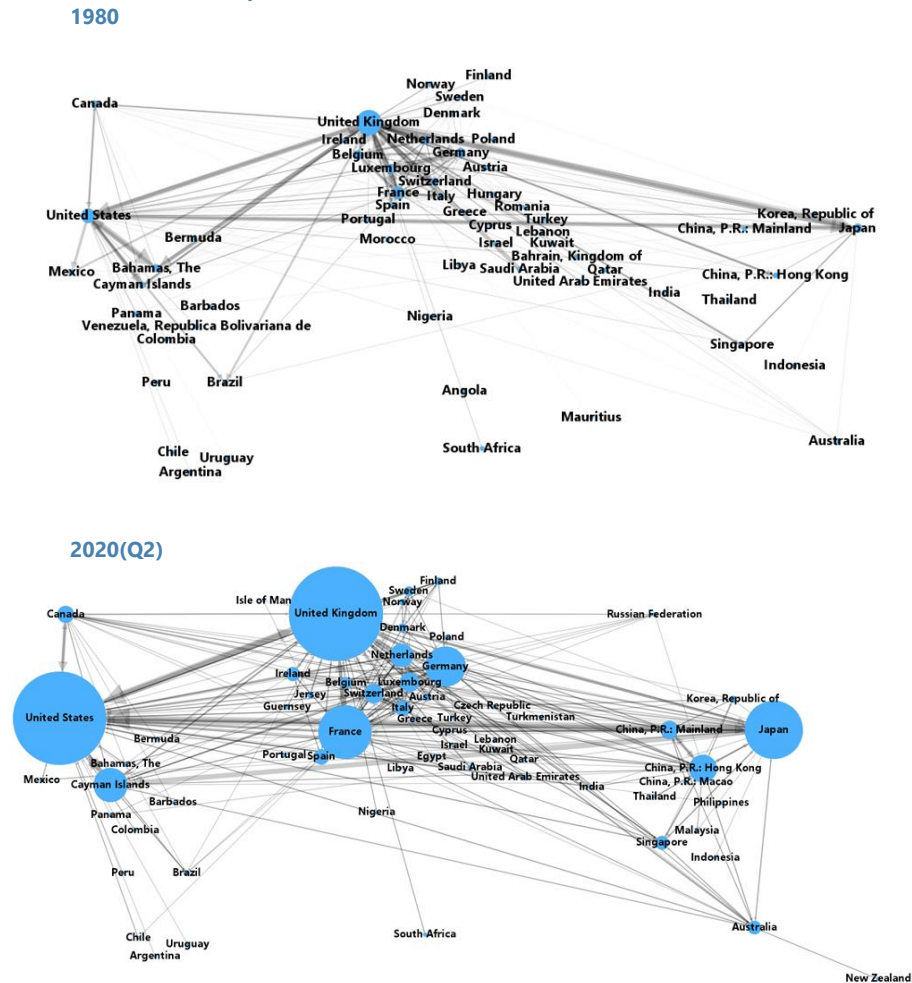 1980
Finland
Norway
Sweden
Canada
Denmark
United Kingdom
Ireland
Netherlands
Poland
Belgium
Germany
Luxembourg
Austria
Switzerland
France
Italy
Hungary
Spain
Romania
Greece
United States
Portugal
Turkey
Korea, Republic of
Cyprus
Lebanon
China, P.R.: Mainland
Japan
Bermuda
Morocco
Israel
Kuwait
Bahrain, Kingdom of
Mexico
Bahamas, The
Libya
Saudi Arabia
Qatar
China, P.R.: Hong Kong
Cayman Islands
United Arab Emirates
India
Thailand
Barbados
Panama
Nigeria
Venezuela, Republica Bolivariana de
Colombia
Singapore
Indonesia
Peru
Brazil
Angola
Mauritius
Australia
Chile
Uruguay
South Africa
Argentina
2020(Q2)
Finland
Sweden
Isle of Man
Norway
Canada
United Kingdom
Russian Federation
Denmark
Poland
Netherlands
Germany
Ireland
Belgium
Luxembourg
Jersey
Switzerland
Austria
Korea, Republic of
Guernsey
Italy
Czech Republic
United States
Greece
Turkey
Turkmenistan
France
Cyprus
China, P.R.: Mainland
Japan
Bermuda
Lebanon
Israel
Kuwait
Portugal
Spain
Egypt
Qatar
Bahamas, The
Libya
Saudi Arabia
China, P.R.: Hong Kong
Mexico
Cayman Islands
United Arab Emirates
China, P.R.: Macao
India
Thailand
Barbados
Philippines
Panama
Nigeria
Colombia
Malaysia
Singapore
Indonesia
Peru
Brazil
Australia
Chile
Uruguay
South Africa
Argentina
New Zealand